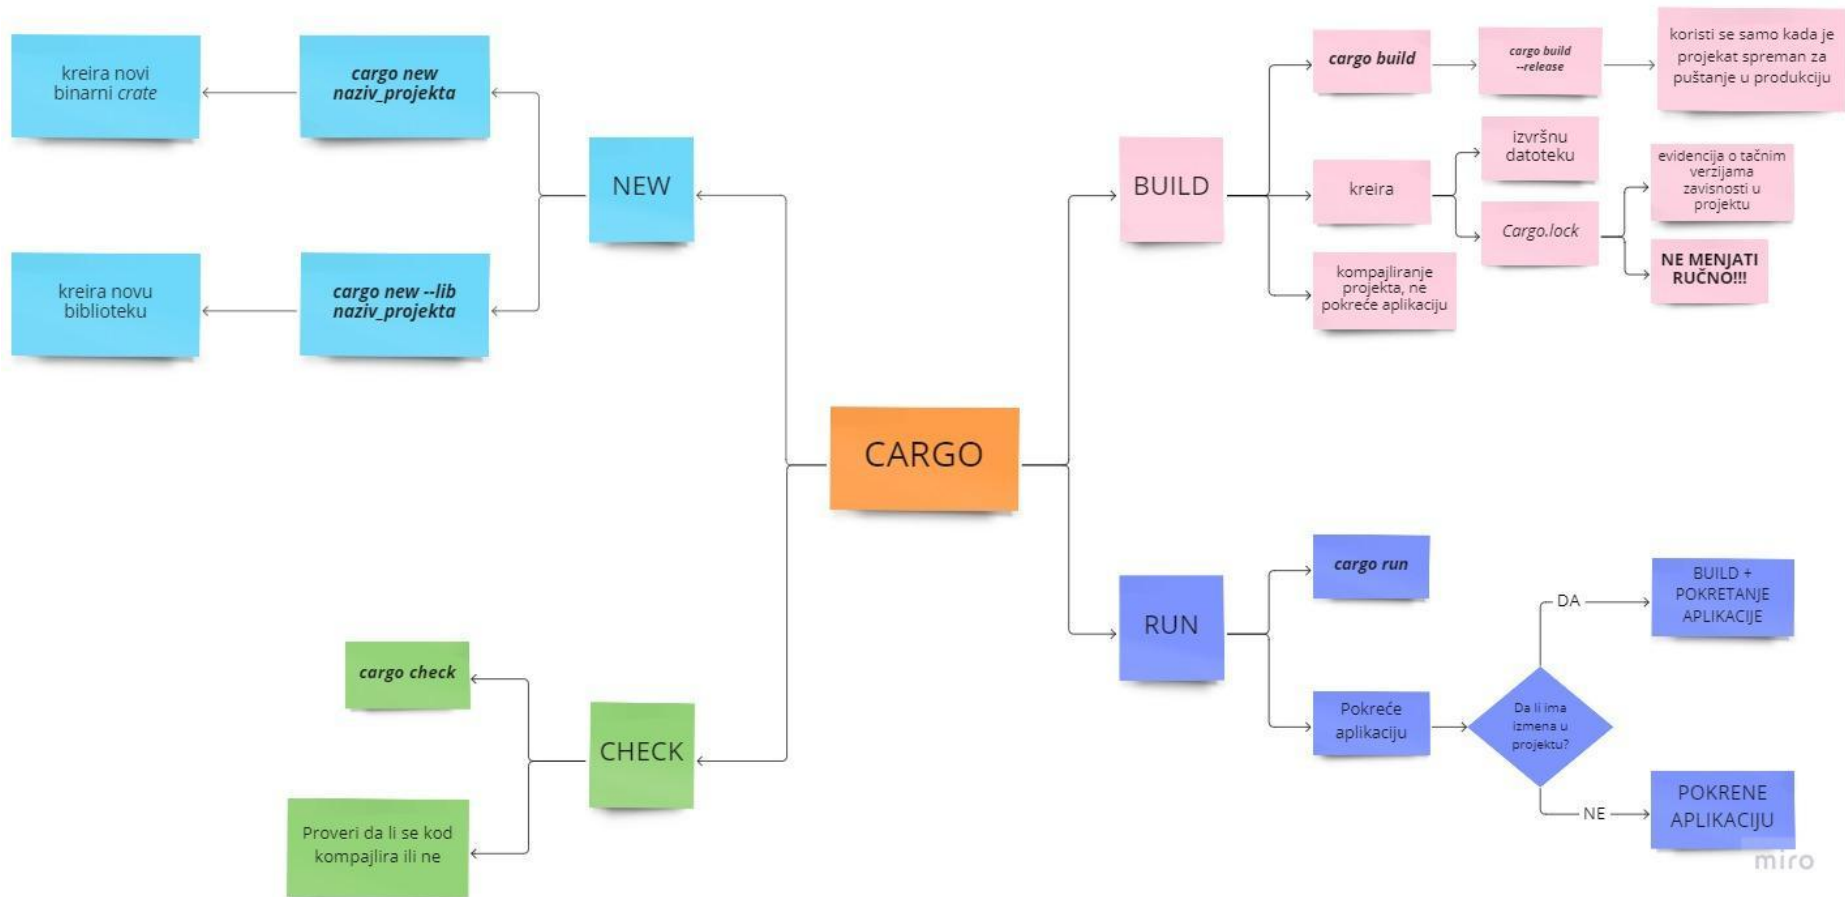 kreira novi
binarni crate
cargo new
naziv_projekta
NEW
kreira novu
biblioteku
cargo new --lib
naziv_projekta
CARGO
cargo check
CHECK
Proveri da li se kod
kompajlira ili ne
BUILD
cargo build
cargo build
--release
koristi se samo kada je
projekat spreman za
puštanje u produkciju
kreira
izvršnu
datoteku
Cargo.lock
evidencija o tačnim
verzijama
zavisnosti u
projektu
NE MENJATI
RUČNO!!!
kompajliranje
projekta, ne
pokreće aplikaciju
RUN
cargo run
Pokreće
aplikaciju
Da li ima
izmena u
projektu?
DA
BUILD +
POKRETANJE
APLIKACIJE
NE
POKRENE
APLIKACIJU
miro